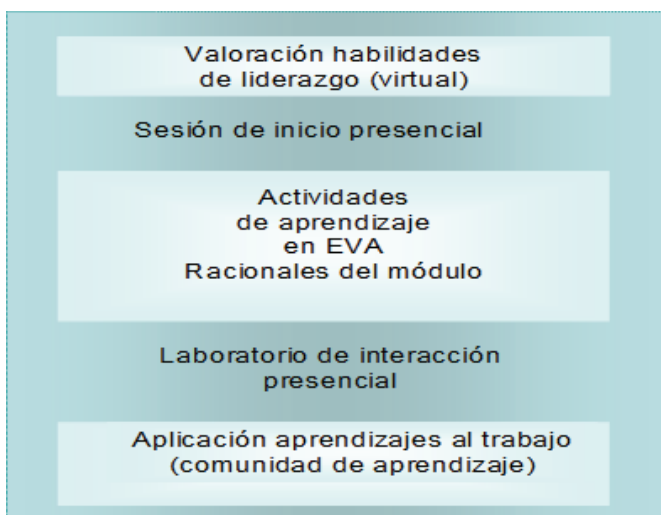 Valoración habilidades
de liderazgo (virtual)
Sesión de inicio presencial
Actividades
de aprendizaje
en EVA
Racionales del módulo
Laboratorio de interacción
presencial
Aplicación aprendizajes al trabajo
(comunidad de aprendizaje)